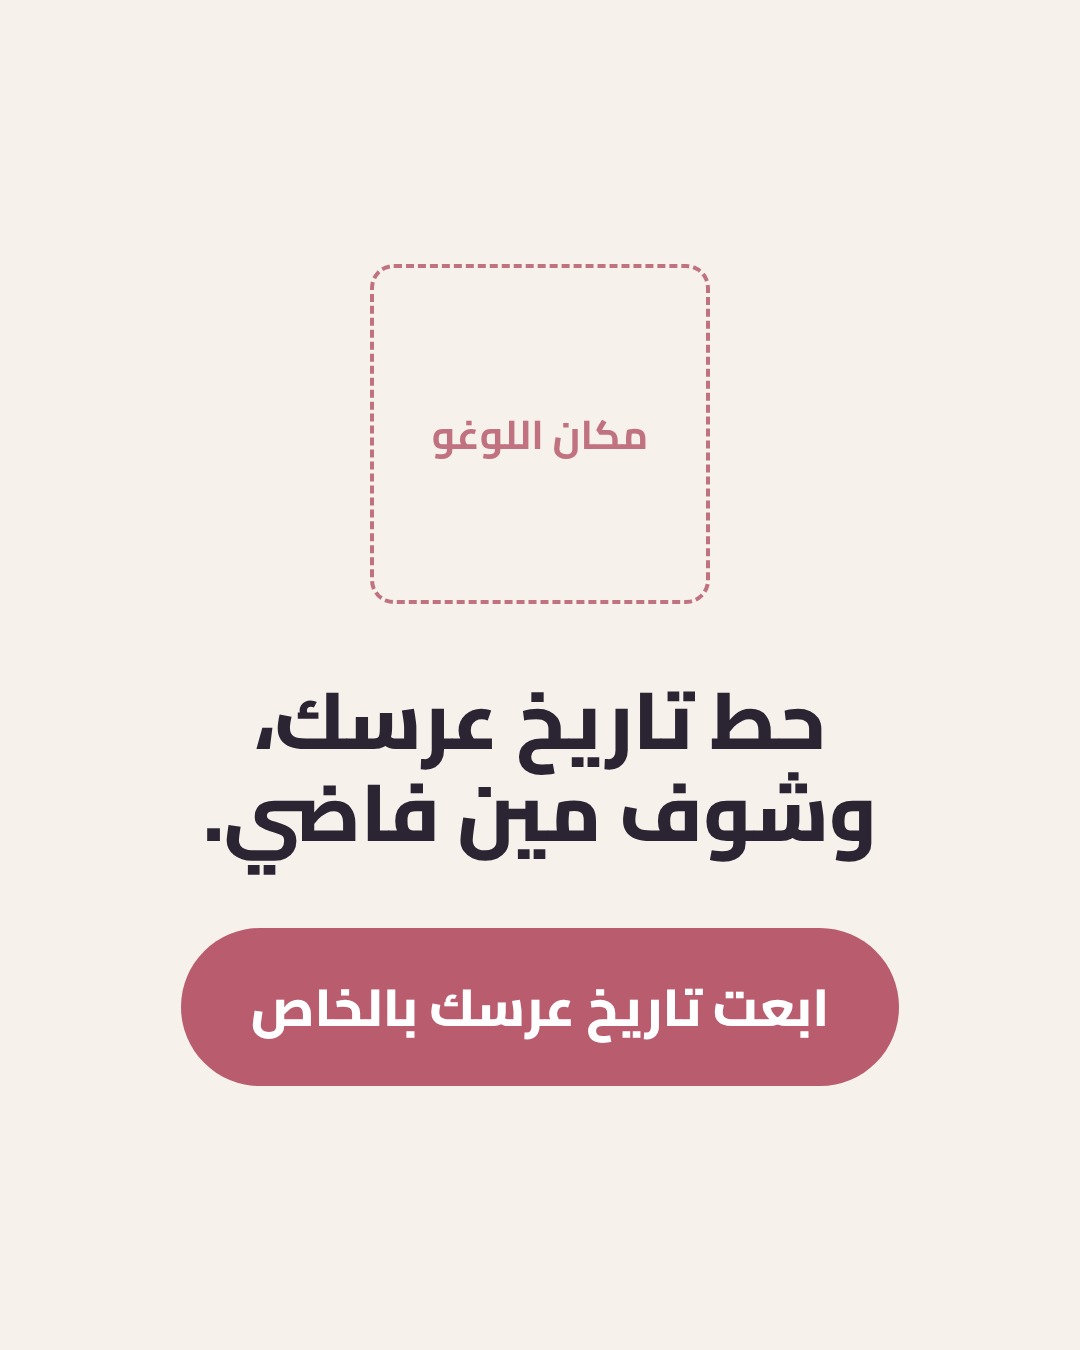 مكان اللوغو
حط تاريخ عرسك،
وشوف مين فاضي.
ابعت تاريخ عرسك بالخاص